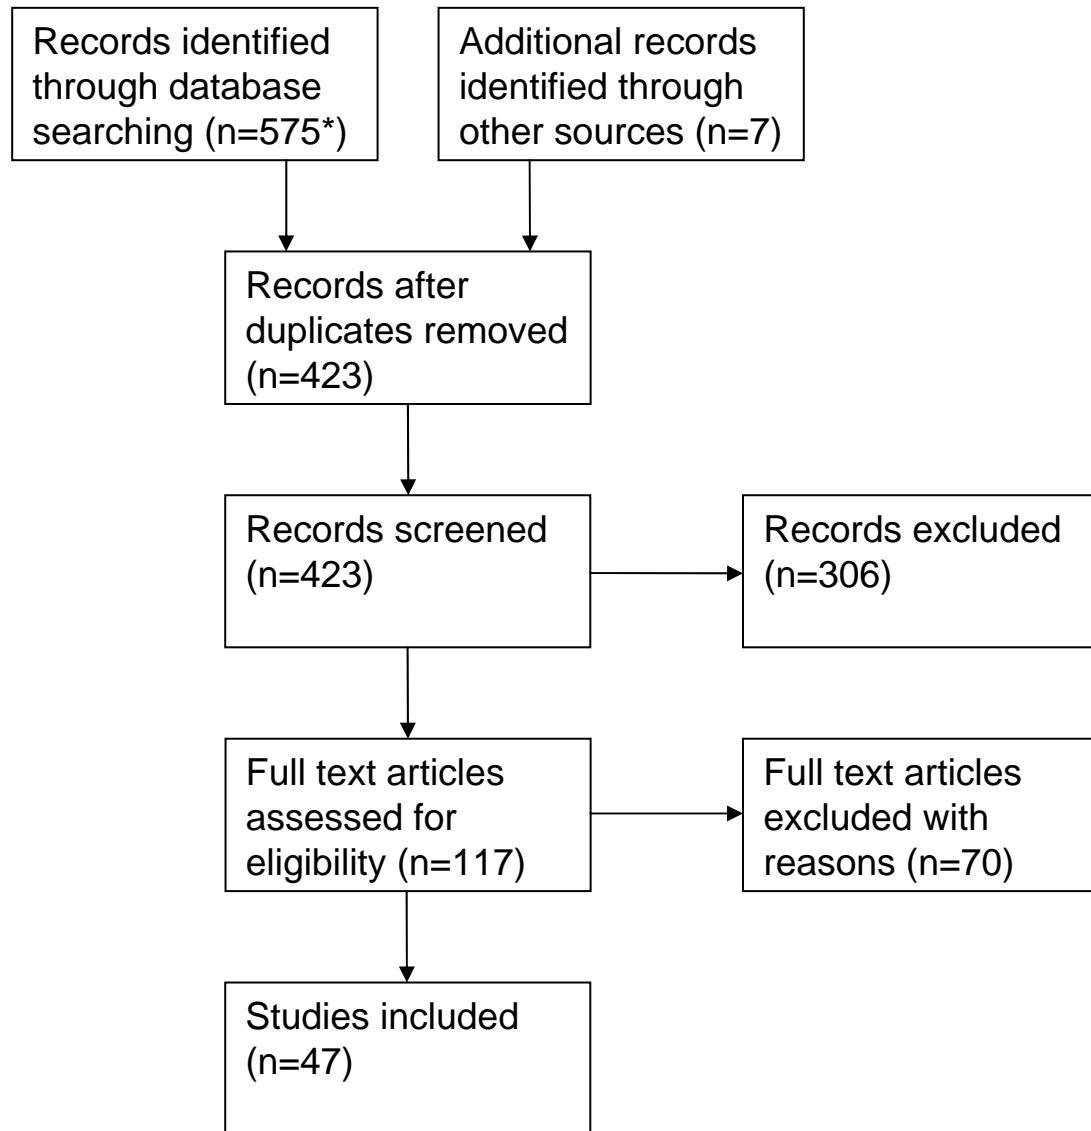 Records identified
through database
searching (n=575*)
Additional records
identified through
other sources (n=7)
Records after
duplicates removed
(n=423)
Records screened
(n=423)
Records excluded
(n=306)
Full text articles
assessed for
eligibility (n=117)
Full text articles
excluded with
reasons (n=70)
Studies included
(n=47)